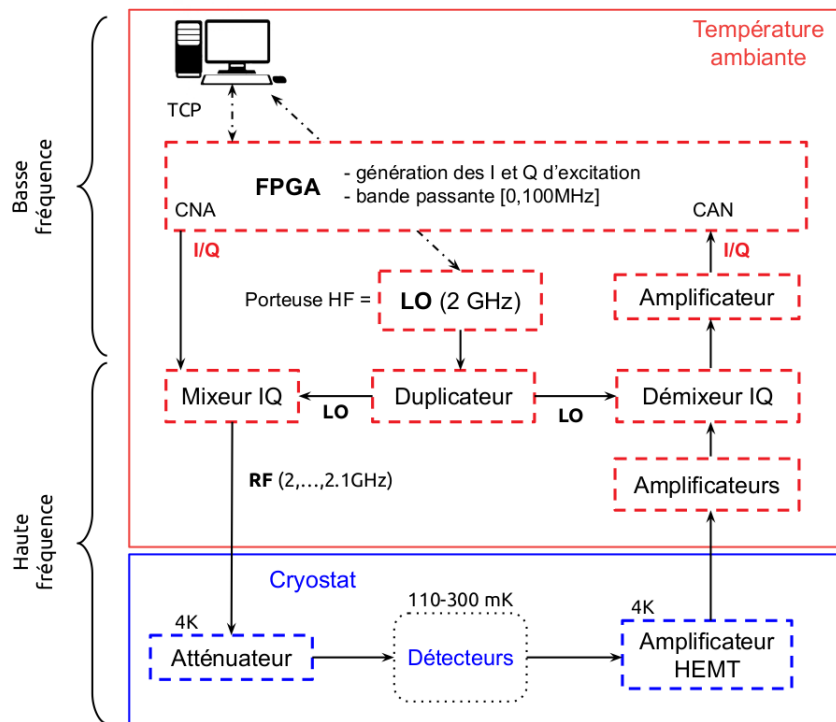 Température
ambiante
TCP
Basse
fréquence
FPGA
- génération des I et Q d'excitation
- bande passante [0,100MHz]
CNA
CAN
I/Q
I/Q
Porteuse HF =
LO (2 GHz)
Amplificateur
Mixeur IQ
LO
Duplicateur
LO
Démixeur IQ
RF (2,...,2.1GHz)
Amplificateurs
Haute
fréquence
Cryostat
4K
Atténuateur
110-300 mK
Détecteurs
4K
Amplificateur
HEMT